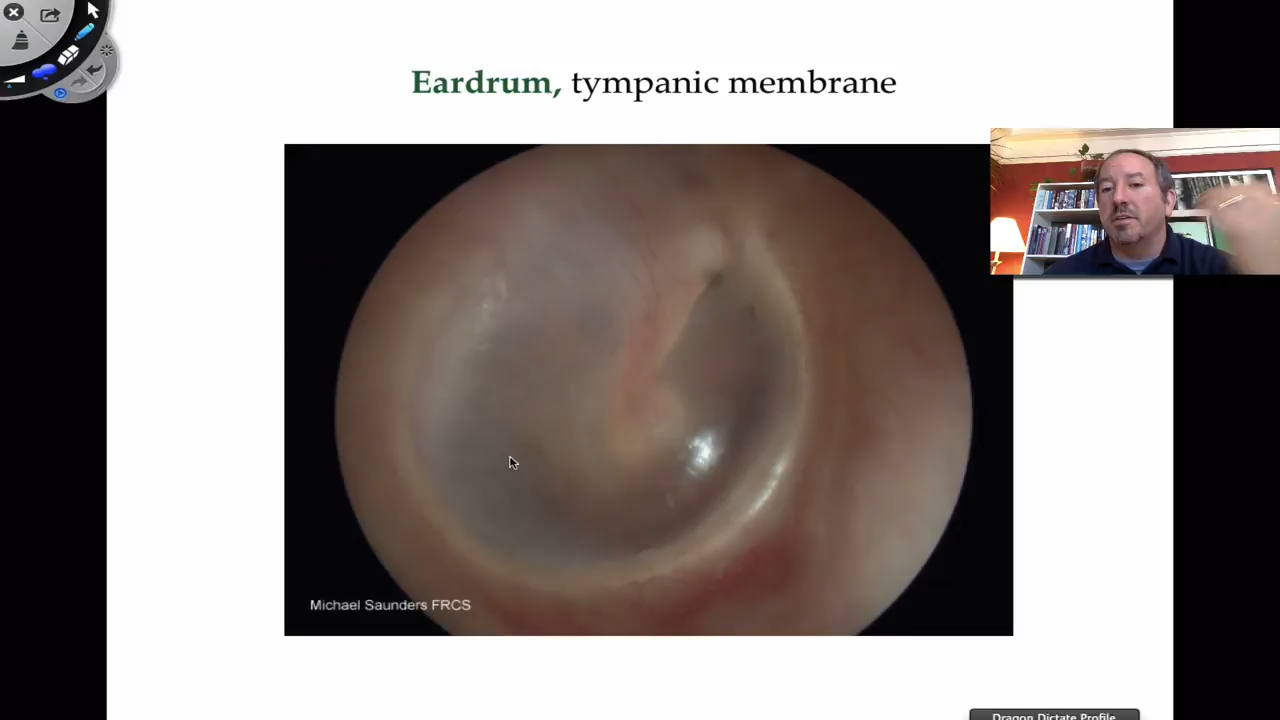 Eardrum, tympanic membrane
Michael Saunders FRCS
Dragon Dictate Profile